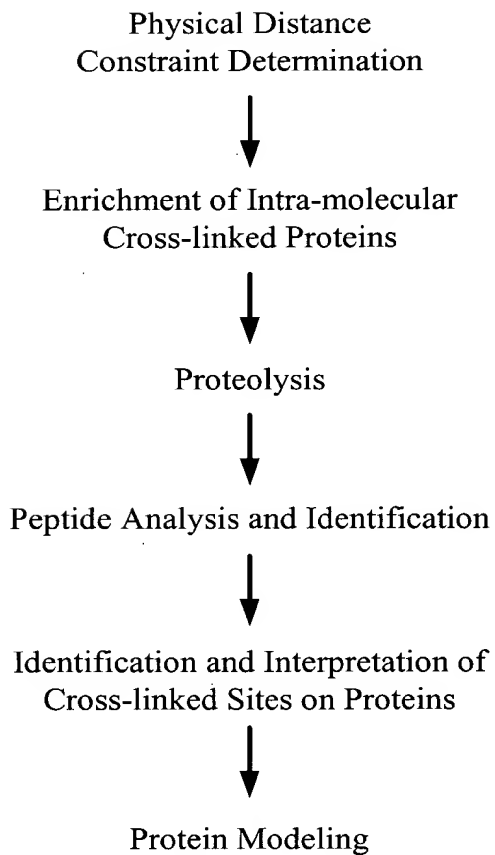 Physical Distance
Constraint Determination
Enrichment of Intra-molecular
Cross-linked Proteins
Proteolysis
Peptide Analysis and Identification
Identification and Interpretation of
Cross-linked Sites on Proteins
Protein Modeling